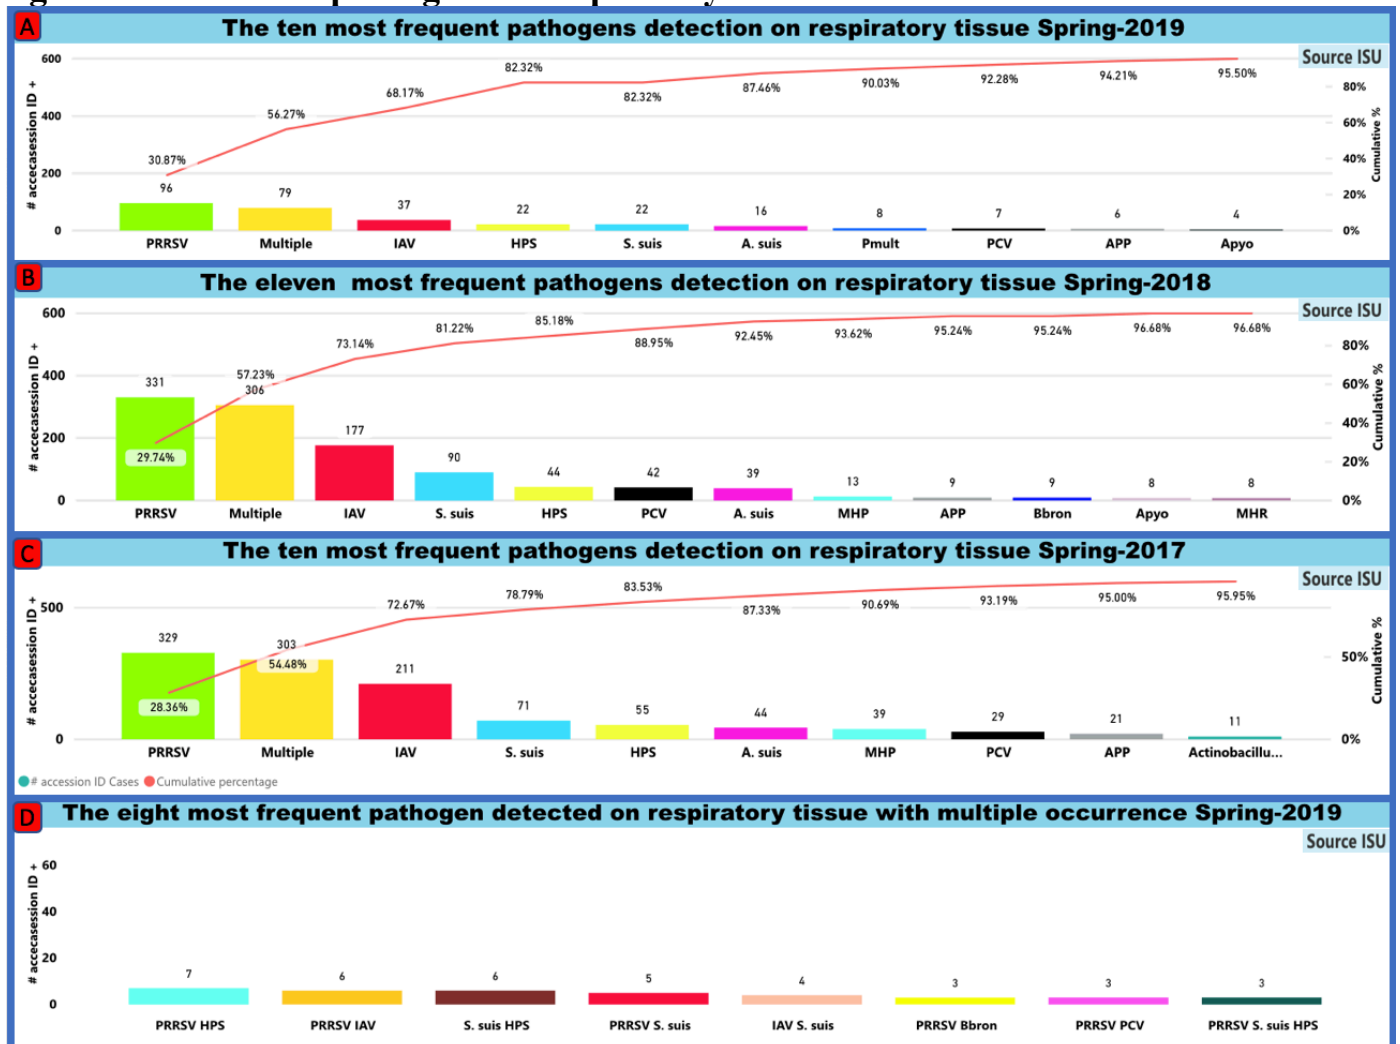 A
The ten most frequent pathogens detection on respiratory tissue Spring-2019
Source ISU
# accecasession ID +
600
400
200
0
30.87%
56.27%
68.17%
82.32%
82.32%
87.46%
90.03%
92.28%
94.21%
95.50%
96
79
37
22
22
16
8
7
6
4
80%
60%
40%
20%
0%
Cumulative %
PRRSV
Multiple
IAV
HPS
S. suis
A. suis
Pmult
PCV
APP
Apyo
B
The eleven most frequent pathogens detection on respiratory tissue Spring-2018
Source ISU
# accecasession ID +
600
400
200
0
29.74%
57.23%
73.14%
81.22%
85.18%
88.95%
92.45%
93.62%
95.24%
95.24%
96.68%
96.68%
331
306
177
90
44
42
39
13
9
9
8
8
80%
60%
40%
20%
0%
Cumulative %
PRRSV
Multiple
IAV
S. suis
HPS
PCV
A. suis
MHP
APP
Bbron
Apyo
MHR
C
The ten most frequent pathogens detection on respiratory tissue Spring-2017
Source ISU
# accecasession ID +
500
0
28.36%
54.48%
72.67%
78.79%
83.53%
87.33%
90.69%
93.19%
95.00%
95.95%
329
303
211
71
55
44
39
29
21
11
50%
0%
Cumulative %
PRRSV
Multiple
IAV
S. suis
HPS
A. suis
MHP
PCV
APP
Actinobacillu...
# accession ID Cases
Cumulative percentage
D
The eight most frequent pathogen detected on respiratory tissue with multiple occurrence Spring-2019
Source ISU
# accecasession ID +
60
40
20
0
7
6
6
5
4
3
3
3
PRRSV HPS
PRRSV IAV
S. suis HPS
PRRSV S. suis
IAV S. suis
PRRSV Bbron
PRRSV PCV
PRRSV S. suis HPS